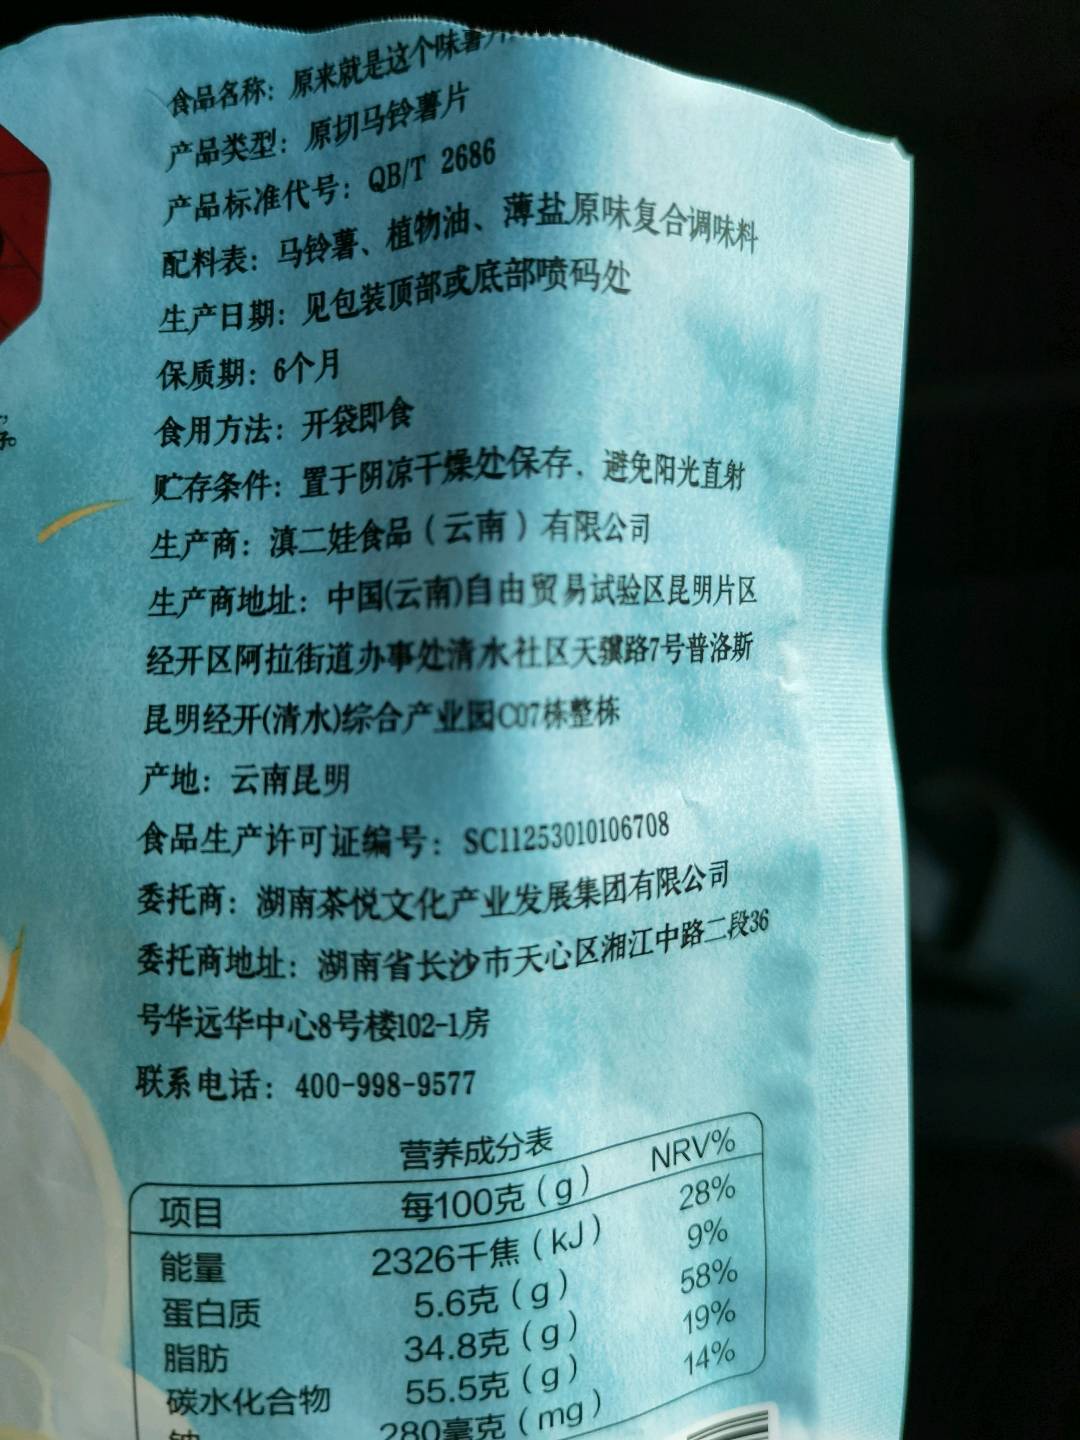 食品名称：原来就是这个味薯片
产品类型：原切马铃薯片
产品标准代号：QB/T 2686
配料表：马铃薯、植物油、薄盐原味复合调味料
生产日期：见包装顶部或底部喷码处
保质期：6个月
食用方法：开袋即食
贮存条件：置于阴凉干燥处保存，避免阳光直射
生产商：滇二娃食品（云南）有限公司
生产商地址：中国(云南)自由贸易试验区昆明片区
经开区阿拉街道办事处清水社区天骥路7号普洛斯
昆明经开(清水)综合产业园C07栋整栋
产地：云南昆明
食品生产许可证编号：SC11253010106708
委托商：湖南茶悦文化产业发展集团有限公司
委托商地址：湖南省长沙市天心区湘江中路二段36
号华远华中心8号楼102-1房
联系电话：400-998-9577
营养成分表
项目 每100克（g） NRV%
能量 2326千焦（kJ） 28%
蛋白质 5.6克（g） 9%
脂肪 34.8克（g） 58%
碳水化合物 55.5克（g） 19%
钠 280毫克（mg） 14%